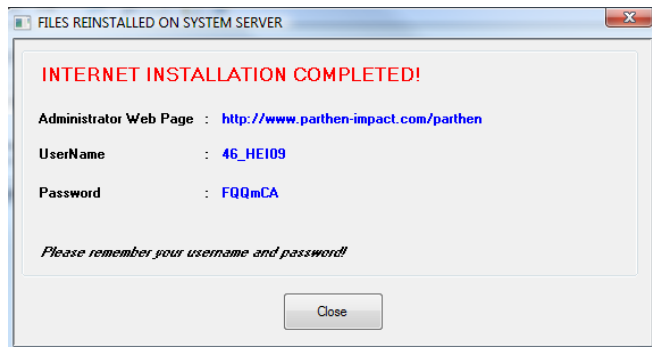 FILES REINSTALLED ON SYSTEM SERVER
INTERNET INSTALLATION COMPLETED!
Administrator Web Page : http://www.parthen-impact.com/parthen
UserName : 46_HEI09
Password : FQQmCA
Please remember your username and password!
Close